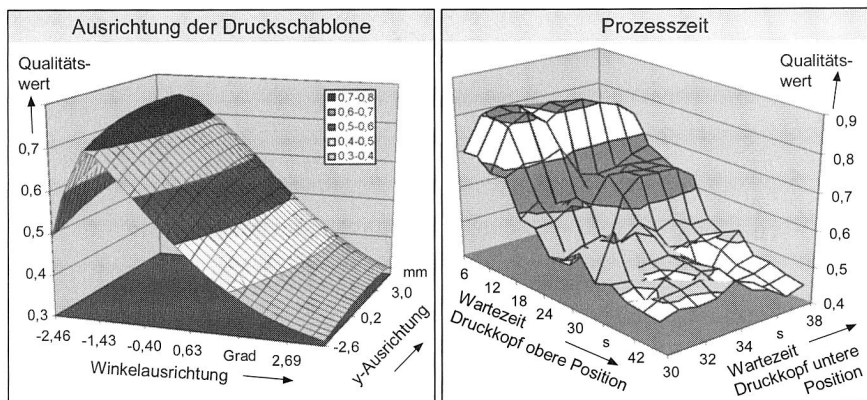 Ausrichtung der Druckschablone
Qualitäts-
wert
0,7-0,8
0,6-0,7
0,5-0,6
0,4-0,5
0,3-0,4
0,7
0,6
0,5
0,4
0,3
-2,46
-1,43
-0,40
0,63
Grad
2,69
Winkelausrichtung
mm
3,0
0,2
-2,6
y-Ausrichtung
Prozesszeit
Qualitäts-
wert
0,9
0,8
0,7
0,6
0,5
0,4
6
12
18
24
30
s
42
Wartezeit
Druckkopf obere Position
30
32
34
s
38
Wartezeit
Druckkopf untere
Position